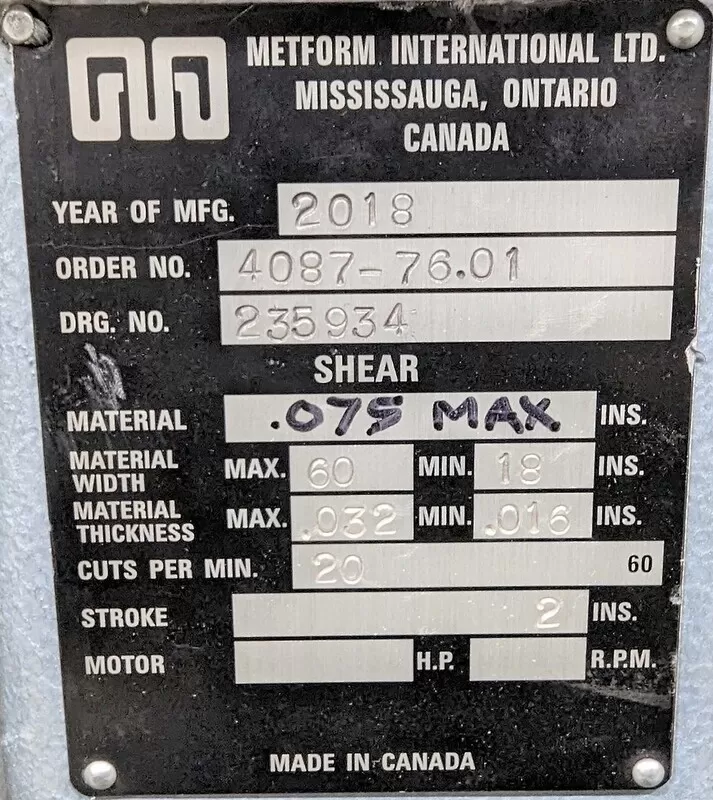 METFORM INTERNATIONAL LTD.
MISSISSAUGA, ONTARIO
CANADA
YEAR OF MFG. 2018
ORDER NO. 4087-76.01
DRG. NO. 235934
SHEAR
MATERIAL .075 MAX INS.
MATERIAL WIDTH MAX. 60 MIN. 18 INS.
MATERIAL THICKNESS MAX. .032 MIN. .016 INS.
CUTS PER MIN. 20 60
STROKE 2 INS.
MOTOR H.P. R.P.M.
MADE IN CANADA